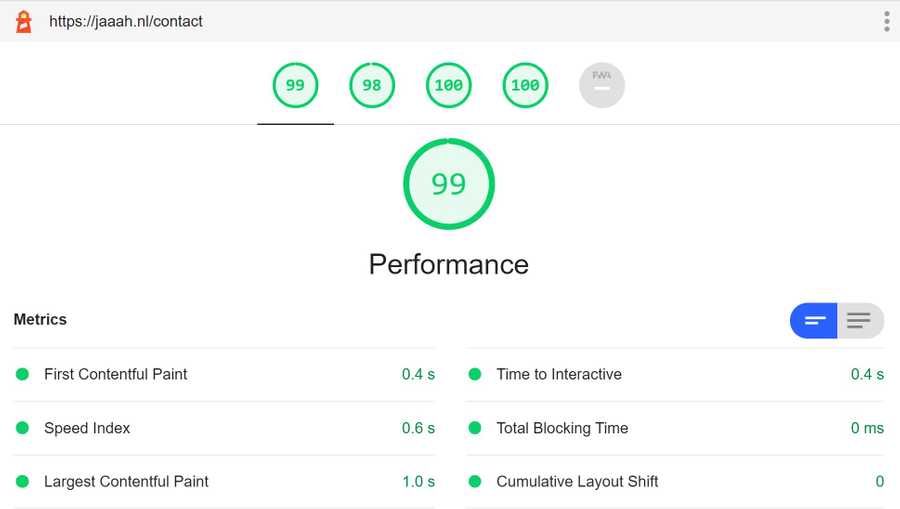 https://jaaah.nl/contact
99 98 100 100 PWA
99
Performance
Metrics
First Contentful Paint 0.4 s
Time to Interactive 0.4 s
Speed Index 0.6 s
Total Blocking Time 0 ms
Largest Contentful Paint 1.0 s
Cumulative Layout Shift 0